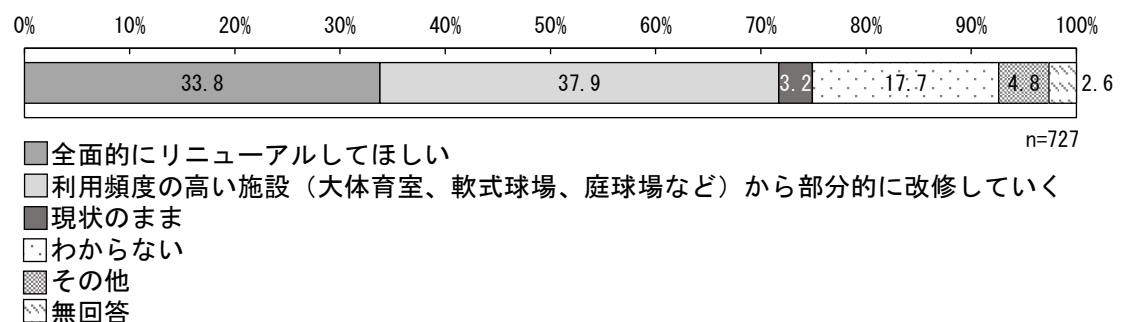 0% 10% 20% 30% 40% 50% 60% 70% 80% 90% 100%
33.8 37.9 3.2 17.7 4.8 2.6
n=727
全面的にリニューアルしてほしい
利用頻度の高い施設（大体育室、軟式球場、庭球場など）から部分的に改修していく
現状のまま
わからない
その他
無回答